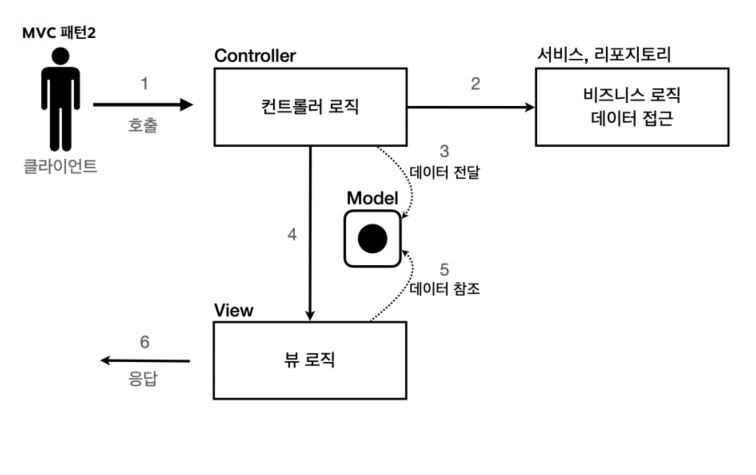 MVC 패턴2
Controller
서비스, 리포지토리
1
호출
컨트롤러 로직
2
비즈니스 로직
데이터 접근
클라이언트
3
데이터 전달
Model
4
5
데이터 참조
View
6
응답
뷰 로직